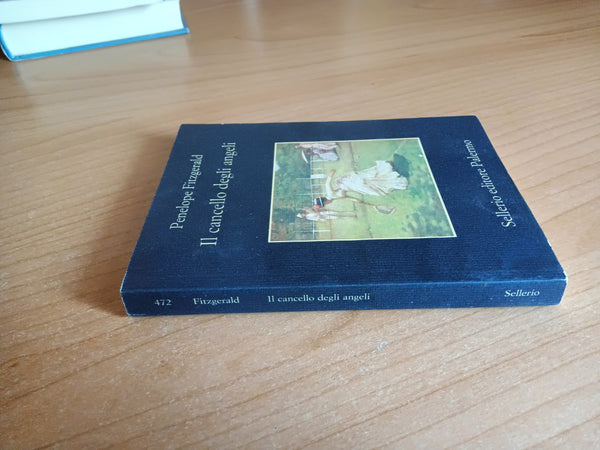 Penelope Fitzgerald
Il cancello degli angeli
Sellerio editore Palermo
472 Fitzgerald Il cancello degli angeli Sellerio